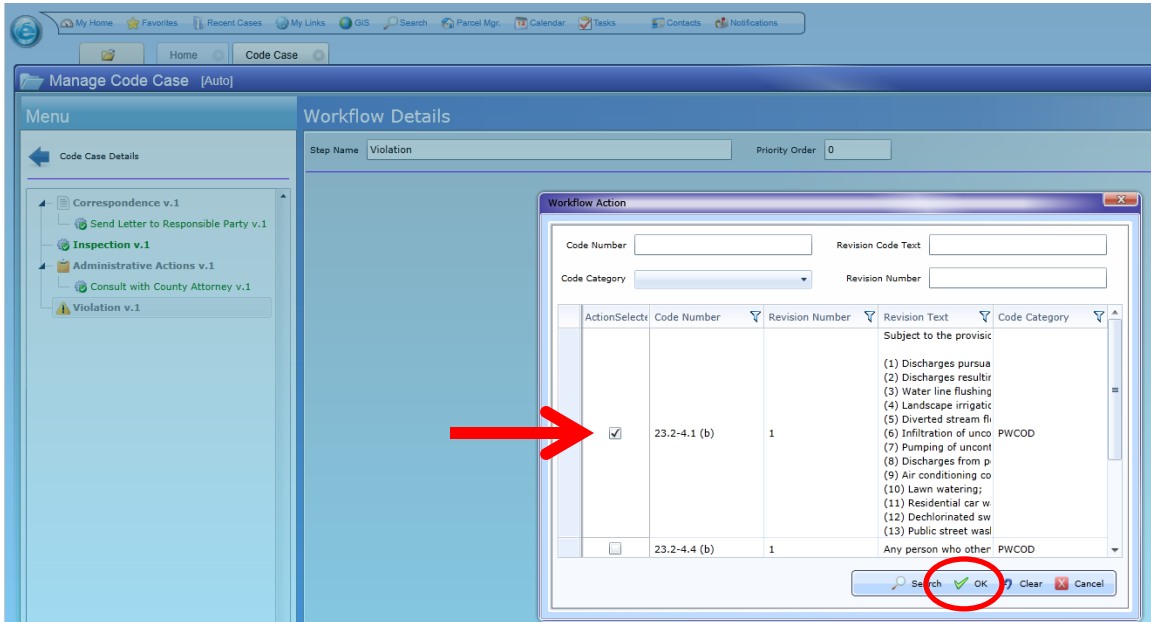 My Home Favorites Recent Cases My Links GIS Search Parcel Mgr. Calendar Tasks Contacts Notifications
Home Code Case
Manage Code Case [Auto]
Menu
Workflow Details
Code Case Details
Step Name Violation Priority Order 0
Correspondence v.1
Send Letter to Responsible Party v.1
Inspection v.1
Administrative Actions v.1
Consult with County Attorney v.1
Violation v.1
Workflow Action
Code Number Revision Code Text
Code Category Revision Number
ActionSelecte Code Number Revision Number Revision Text Code Category
Subject to the provisic
(1) Discharges pursua
(2) Discharges resultin
(3) Water line flushing
(4) Landscape irrigatic
(5) Diverted stream flo
23.2-4.1 (b) 1 (6) Infiltration of unco PWCOD
(7) Pumping of uncont
(8) Discharges from p
(9) Air conditioning co
(10) Lawn watering;
(11) Residential car w
(12) Dechlorinated sw
(13) Public street wasl
23.2-4.4 (b) 1 Any person who other PWCOD
Search OK Clear Cancel